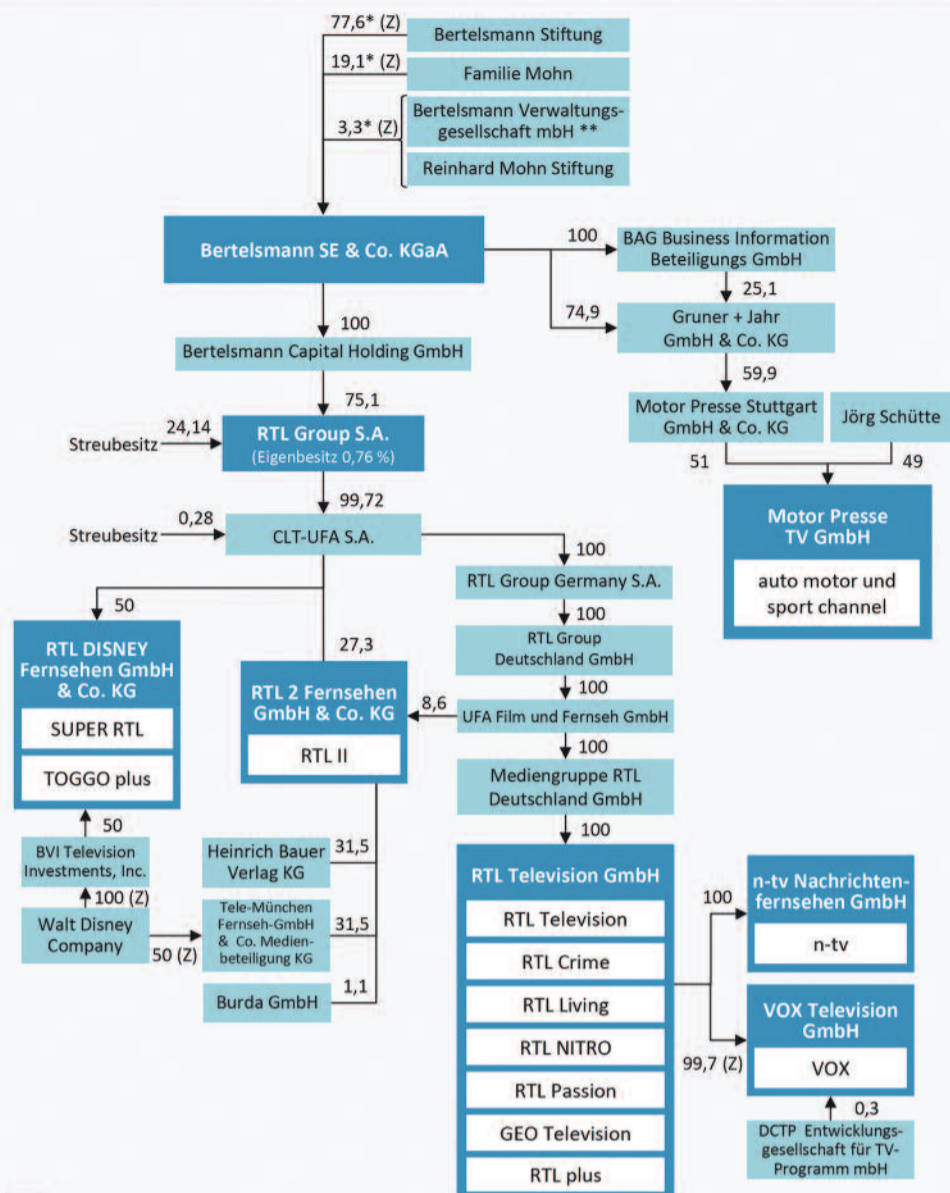 77,6* (Z)
Bertelsmann Stiftung
19,1* (Z)
Familie Mohn
3,3* (Z)
Bertelsmann Verwaltungs-
gesellschaft mbH **
Reinhard Mohn Stiftung
Bertelsmann SE & Co. KGaA
100
BAG Business Information
Beteiligungs GmbH
25,1
74,9
Gruner + Jahr
GmbH & Co. KG
100
Bertelsmann Capital Holding GmbH
59,9
75,1
Motor Presse Stuttgart
GmbH & Co. KG
Jörg Schütte
24,14
Streubesitz
RTL Group S.A.
(Eigenbesitz 0,76 %)
51
49
99,72
Motor Presse
TV GmbH
auto motor und
sport channel
0,28
Streubesitz
CLT-UFA S.A.
100
RTL Group Germany S.A.
50
100
RTL DISNEY
Fernsehen GmbH
& Co. KG
SUPER RTL
TOGGO plus
27,3
RTL Group
Deutschland GmbH
100
RTL 2 Fernsehen
GmbH & Co. KG
RTL II
8,6
UFA Film und Fernseh GmbH
100
Mediengruppe RTL
Deutschland GmbH
100
50
BVI Television
Investments, Inc.
100 (Z)
Walt Disney
Company
50 (Z)
Heinrich Bauer
Verlag KG
31,5
Tele-München
Fernseh-GmbH
& Co. Medien-
beteiligung KG
31,5
Burda GmbH
1,1
RTL Television GmbH
RTL Television
RTL Crime
RTL Living
RTL NITRO
RTL Passion
GEO Television
RTL plus
100
n-tv Nachrichten-
fernsehen GmbH
n-tv
99,7 (Z)
VOX Television
GmbH
VOX
0,3
DCTP Entwicklungs-
gesellschaft für TV-
Programm mbH